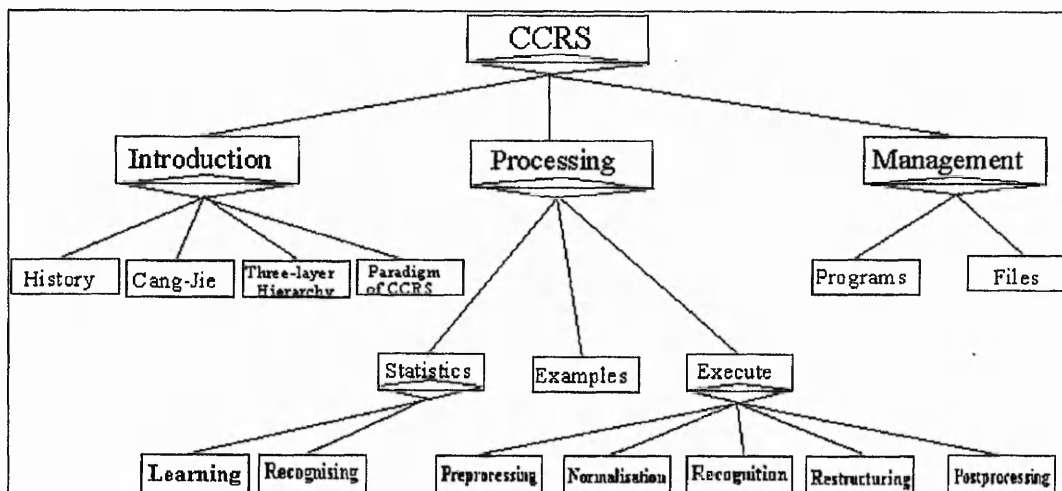 CCRS
Introduction
Processing
Management
History
Cang-Jie
Three-layer
Hierarchy
Paradigm
of CCRS
Programs
Files
Statistics
Examples
Execute
Learning
Recognising
Preprocessing
Normalisation
Recognition
Restructuring
Postprocessing